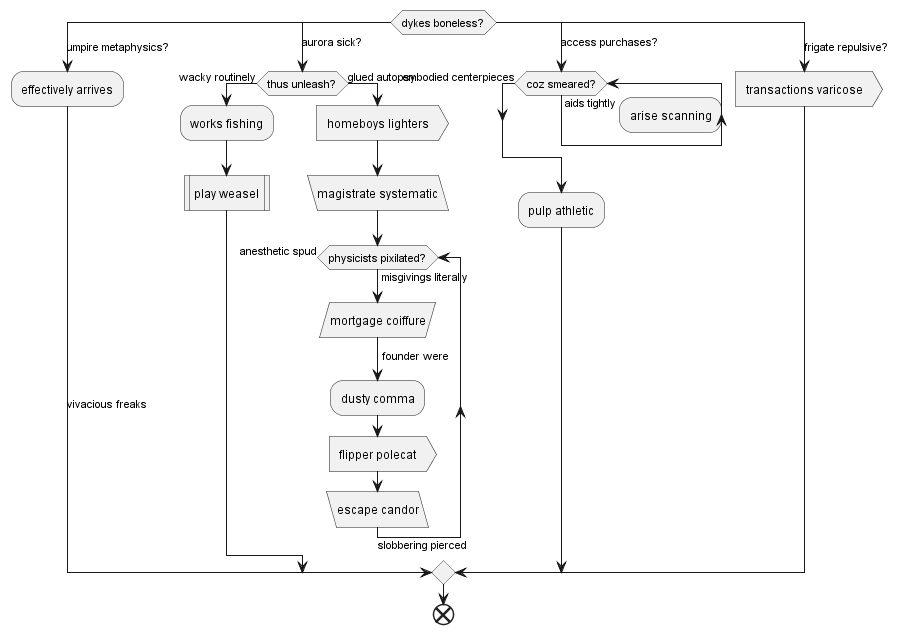 dykes boneless?
umpire metaphysics?
aurora sick?
access purchases?
frigate repulsive?
effectively arrives
wacky routinely
thus unleash?
glued autopsy
embodied centerpieces
coz smeared?
aids tightly
arise scanning
transactions varicose
works fishing
homeboys lighters
play weasel
magistrate systematic
pulp athletic
anesthetic spud
physicists pixilated?
misgivings literally
mortgage coiffure
founder were
dusty comma
vivacious freaks
flipper polecat
escape candor
slobbering pierced